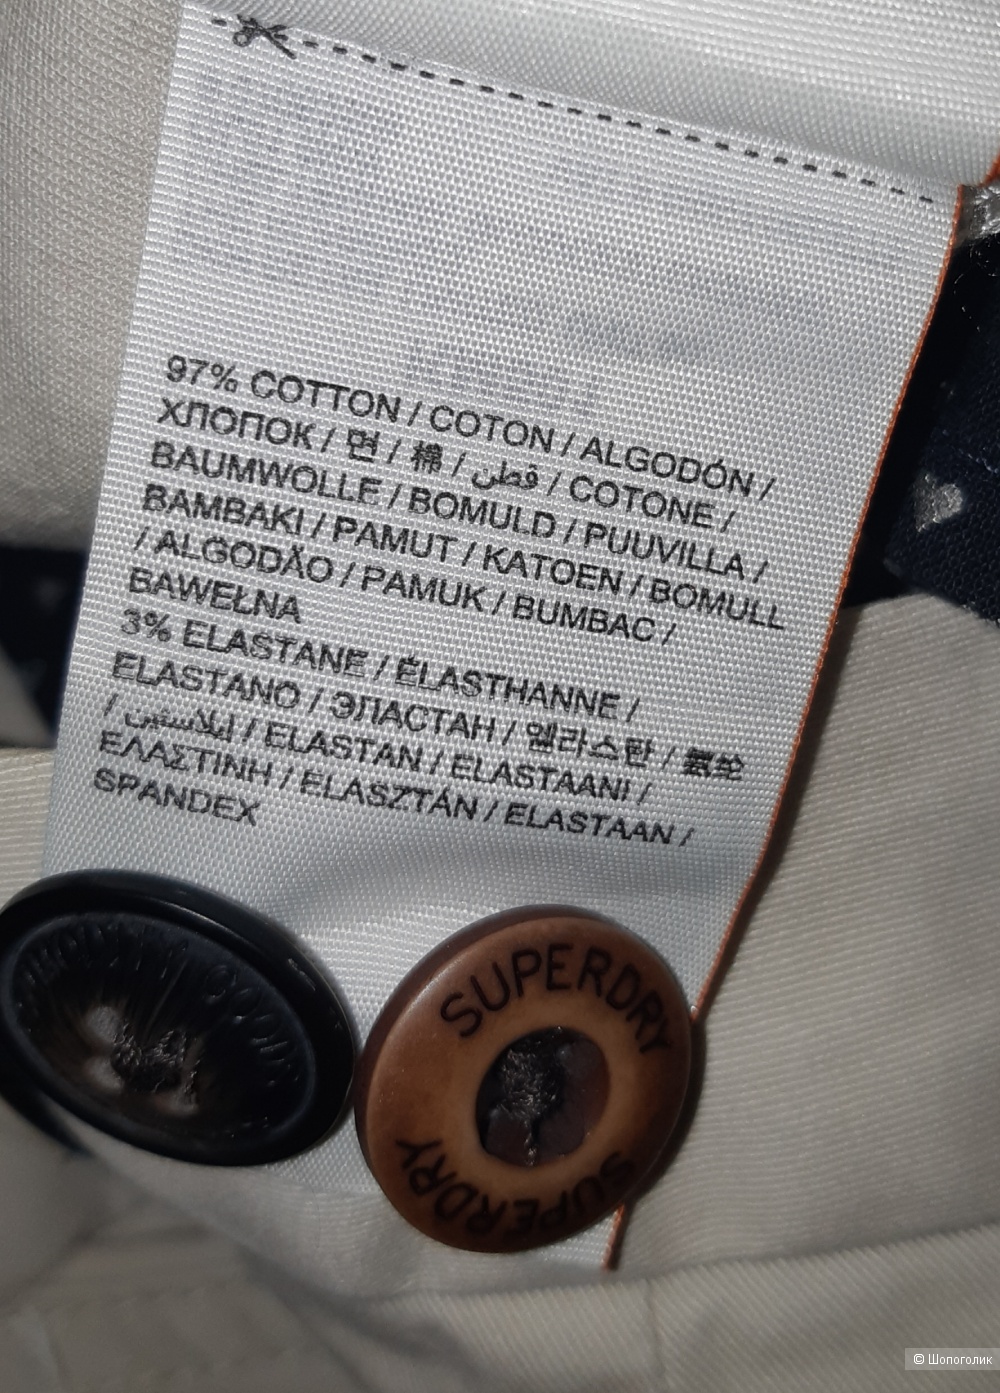 97% COTTON / COTON / ALGODÓN /
ХЛОПОК / 면 / 棉 / قطن / COTONE /
BAUMWOLLE / BOMULD / PUUVILLA /
BAMBAKI / PAMUT / KATOEN / BOMULL
/ ALGODÃO / PAMUK / BUMBAC /
BAWEŁNA
3% ELASTANE / ÉLASTHANNE /
ELASTANO / ЭЛАСТАН / 엘라스탄 / 氨纶
/ إيلاستين / ELASTAN / ELASTAANI /
ΕΛΑΣΤΙΝΗ / ELASZTÁN / ELASTAAN /
SPANDEX
SUPERDRY
SUPERDRY
© Шопоголик